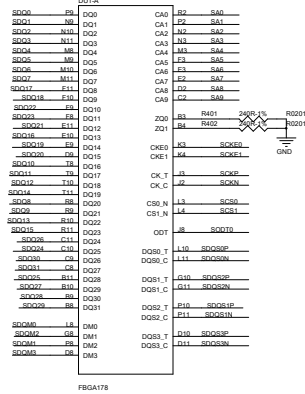 DU1-A
SDQ0 P9 DQ0
SDQ1 N9 DQ1
SDQ2 N10 DQ2
SDQ3 N11 DQ3
SDQ4 M8 DQ4
SDQ5 M9 DQ5
SDQ6 M10 DQ6
SDQ7 M11 DQ7
SDQ17 F11 DQ8
SDQ18 F10 DQ9
SDQ22 F9 DQ10
SDQ23 F8 DQ11
SDQ21 E11 DQ12
SDQ16 E10 DQ13
SDQ19 E9 DQ14
SDQ20 D9 DQ15
SDQ10 T8 DQ16
SDQ11 T9 DQ17
SDQ12 T10 DQ18
SDQ14 T11 DQ19
SDQ8 R8 DQ20
SDQ9 R9 DQ21
SDQ13 R10 DQ22
SDQ15 R11 DQ23
SDQ26 C11 DQ24
SDQ24 C10 DQ25
SDQ30 C9 DQ26
SDQ31 C8 DQ27
SDQ25 B11 DQ28
SDQ27 B10 DQ29
SDQ28 B9 DQ30
SDQ29 B8 DQ31
SDQM0 L8 DM0
SDQM2 G8 DM1
SDQM1 P8 DM2
SDQM3 D8 DM3
CA0 R2 SA0
CA1 P2 SA1
CA2 N2 SA2
CA3 N3 SA3
CA4 M3 SA4
CA5 F3 SA5
CA6 E3 SA6
CA7 E2 SA7
CA8 D2 SA8
CA9 C2 SA9
ZQ0 B3 R401 240R-1% R0201
ZQ1 B4 R402 240R-1% R0201
GND
CKE0 K3 SCKE0
CKE1 K4 SCKE1
CK_T J3 SCKP
CK_C J2 SCKN
CS0_N L3 SCS0
CS1_N L4 SCS1
ODT J8 SODT0
DQS0_T L10 SDQS0P
DQS0_C L11 SDQS0N
DQS1_T G10 SDQS2P
DQS1_C G11 SDQS2N
DQS2_T P10 SDQS1P
DQS2_C P11 SDQS1N
DQS3_T D10 SDQS3P
DQS3_C D11 SDQS3N
FBGA178